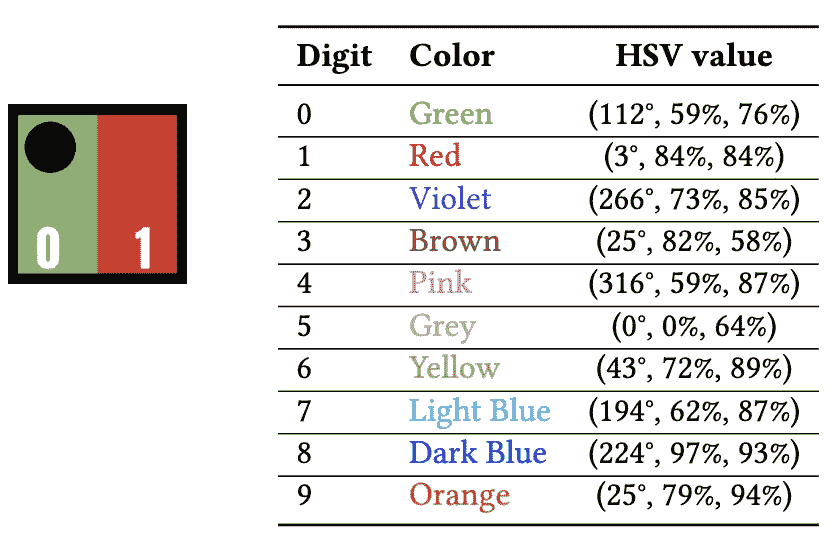 0 1
Digit Color HSV value
0 Green (112°, 59%, 76%)
1 Red (3°, 84%, 84%)
2 Violet (266°, 73%, 85%)
3 Brown (25°, 82%, 58%)
4 Pink (316°, 59%, 87%)
5 Grey (0°, 0%, 64%)
6 Yellow (43°, 72%, 89%)
7 Light Blue (194°, 62%, 87%)
8 Dark Blue (224°, 97%, 93%)
9 Orange (25°, 79%, 94%)